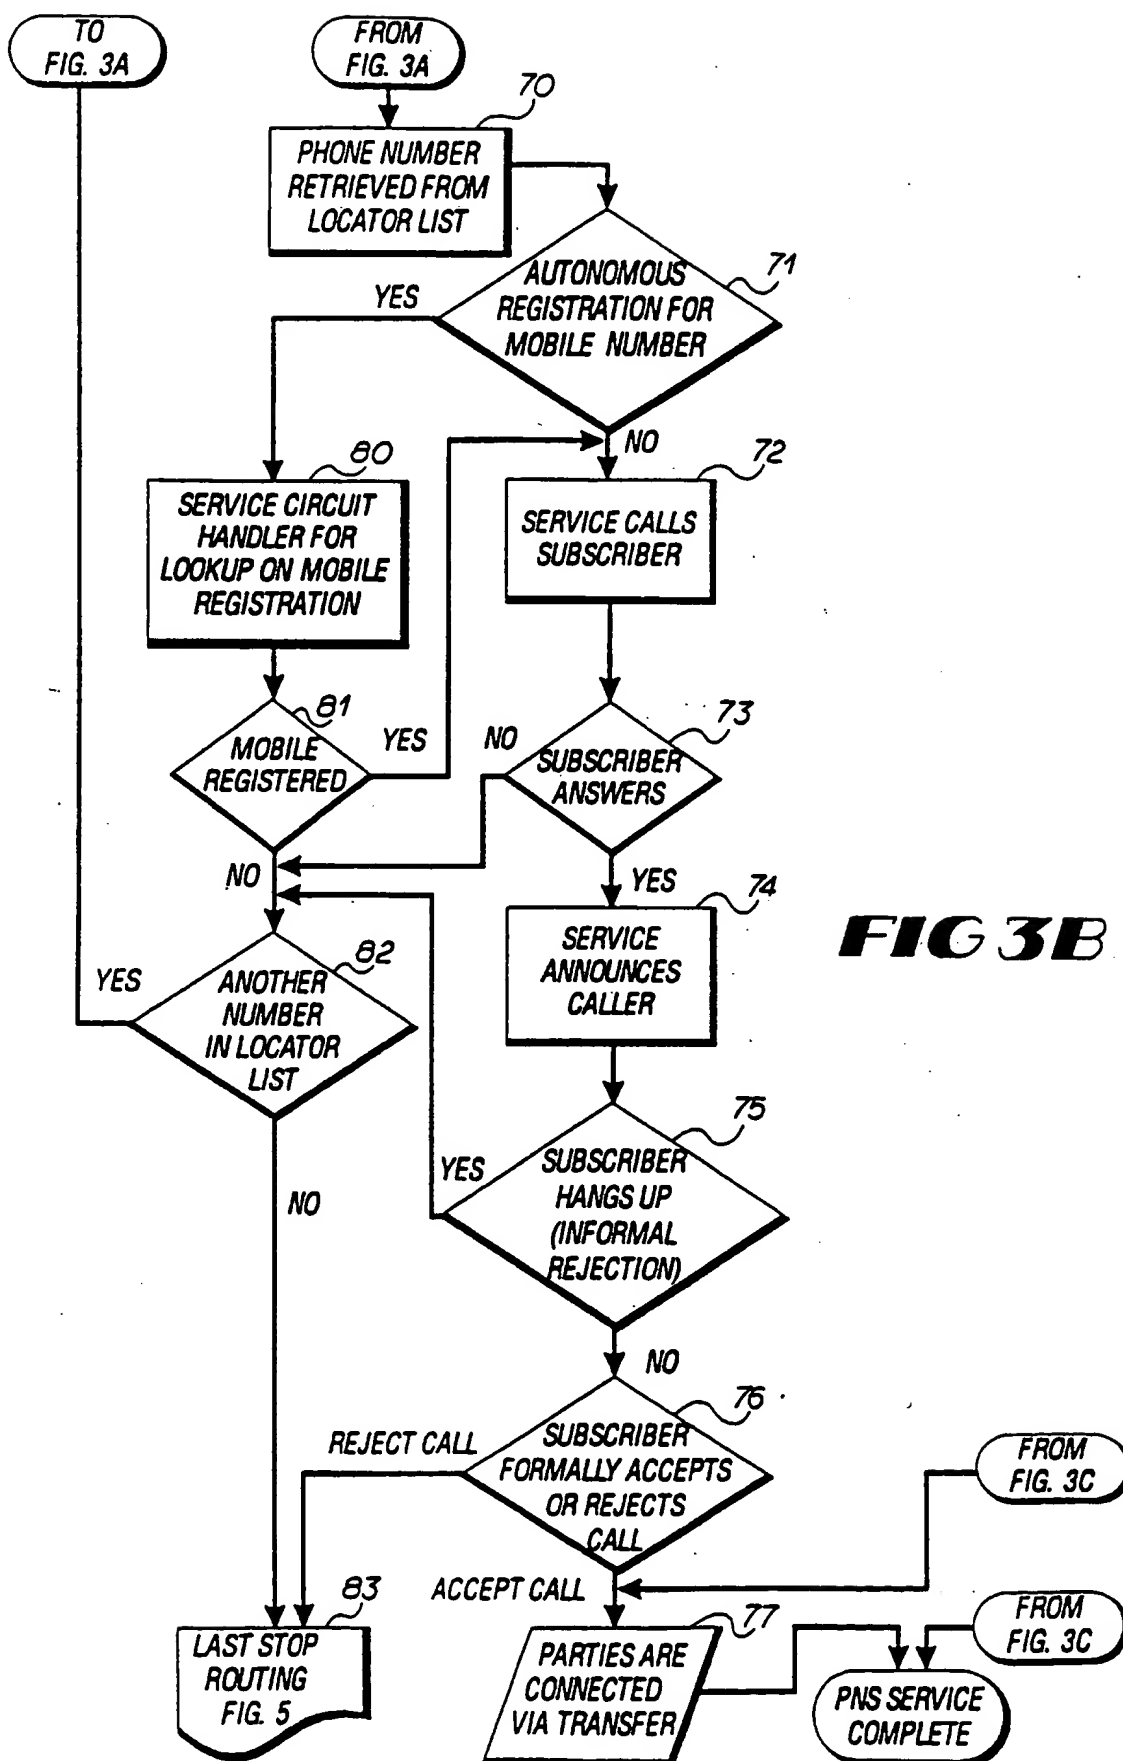 TO
FIG. 3A
FROM
FIG. 3A
70
PHONE NUMBER
RETRIEVED FROM
LOCATOR LIST
71
AUTONOMOUS
REGISTRATION FOR
MOBILE NUMBER
YES
NO
80
SERVICE CIRCUIT
HANDLER FOR
LOOKUP ON MOBILE
REGISTRATION
72
SERVICE CALLS
SUBSCRIBER
81
MOBILE
REGISTERED
YES
NO
73
SUBSCRIBER
ANSWERS
NO
YES
74
SERVICE
ANNOUNCES
CALLER
FIG 3B
82
ANOTHER
NUMBER
IN LOCATOR
LIST
YES
NO
75
SUBSCRIBER
HANGS UP
(INFORMAL
REJECTION)
YES
NO
76
SUBSCRIBER
FORMALLY ACCEPTS
OR REJECTS
CALL
REJECT CALL
ACCEPT CALL
FROM
FIG. 3C
83
LAST STOP
ROUTING
FIG. 5
77
PARTIES ARE
CONNECTED
VIA TRANSFER
FROM
FIG. 3C
PNS SERVICE
COMPLETE